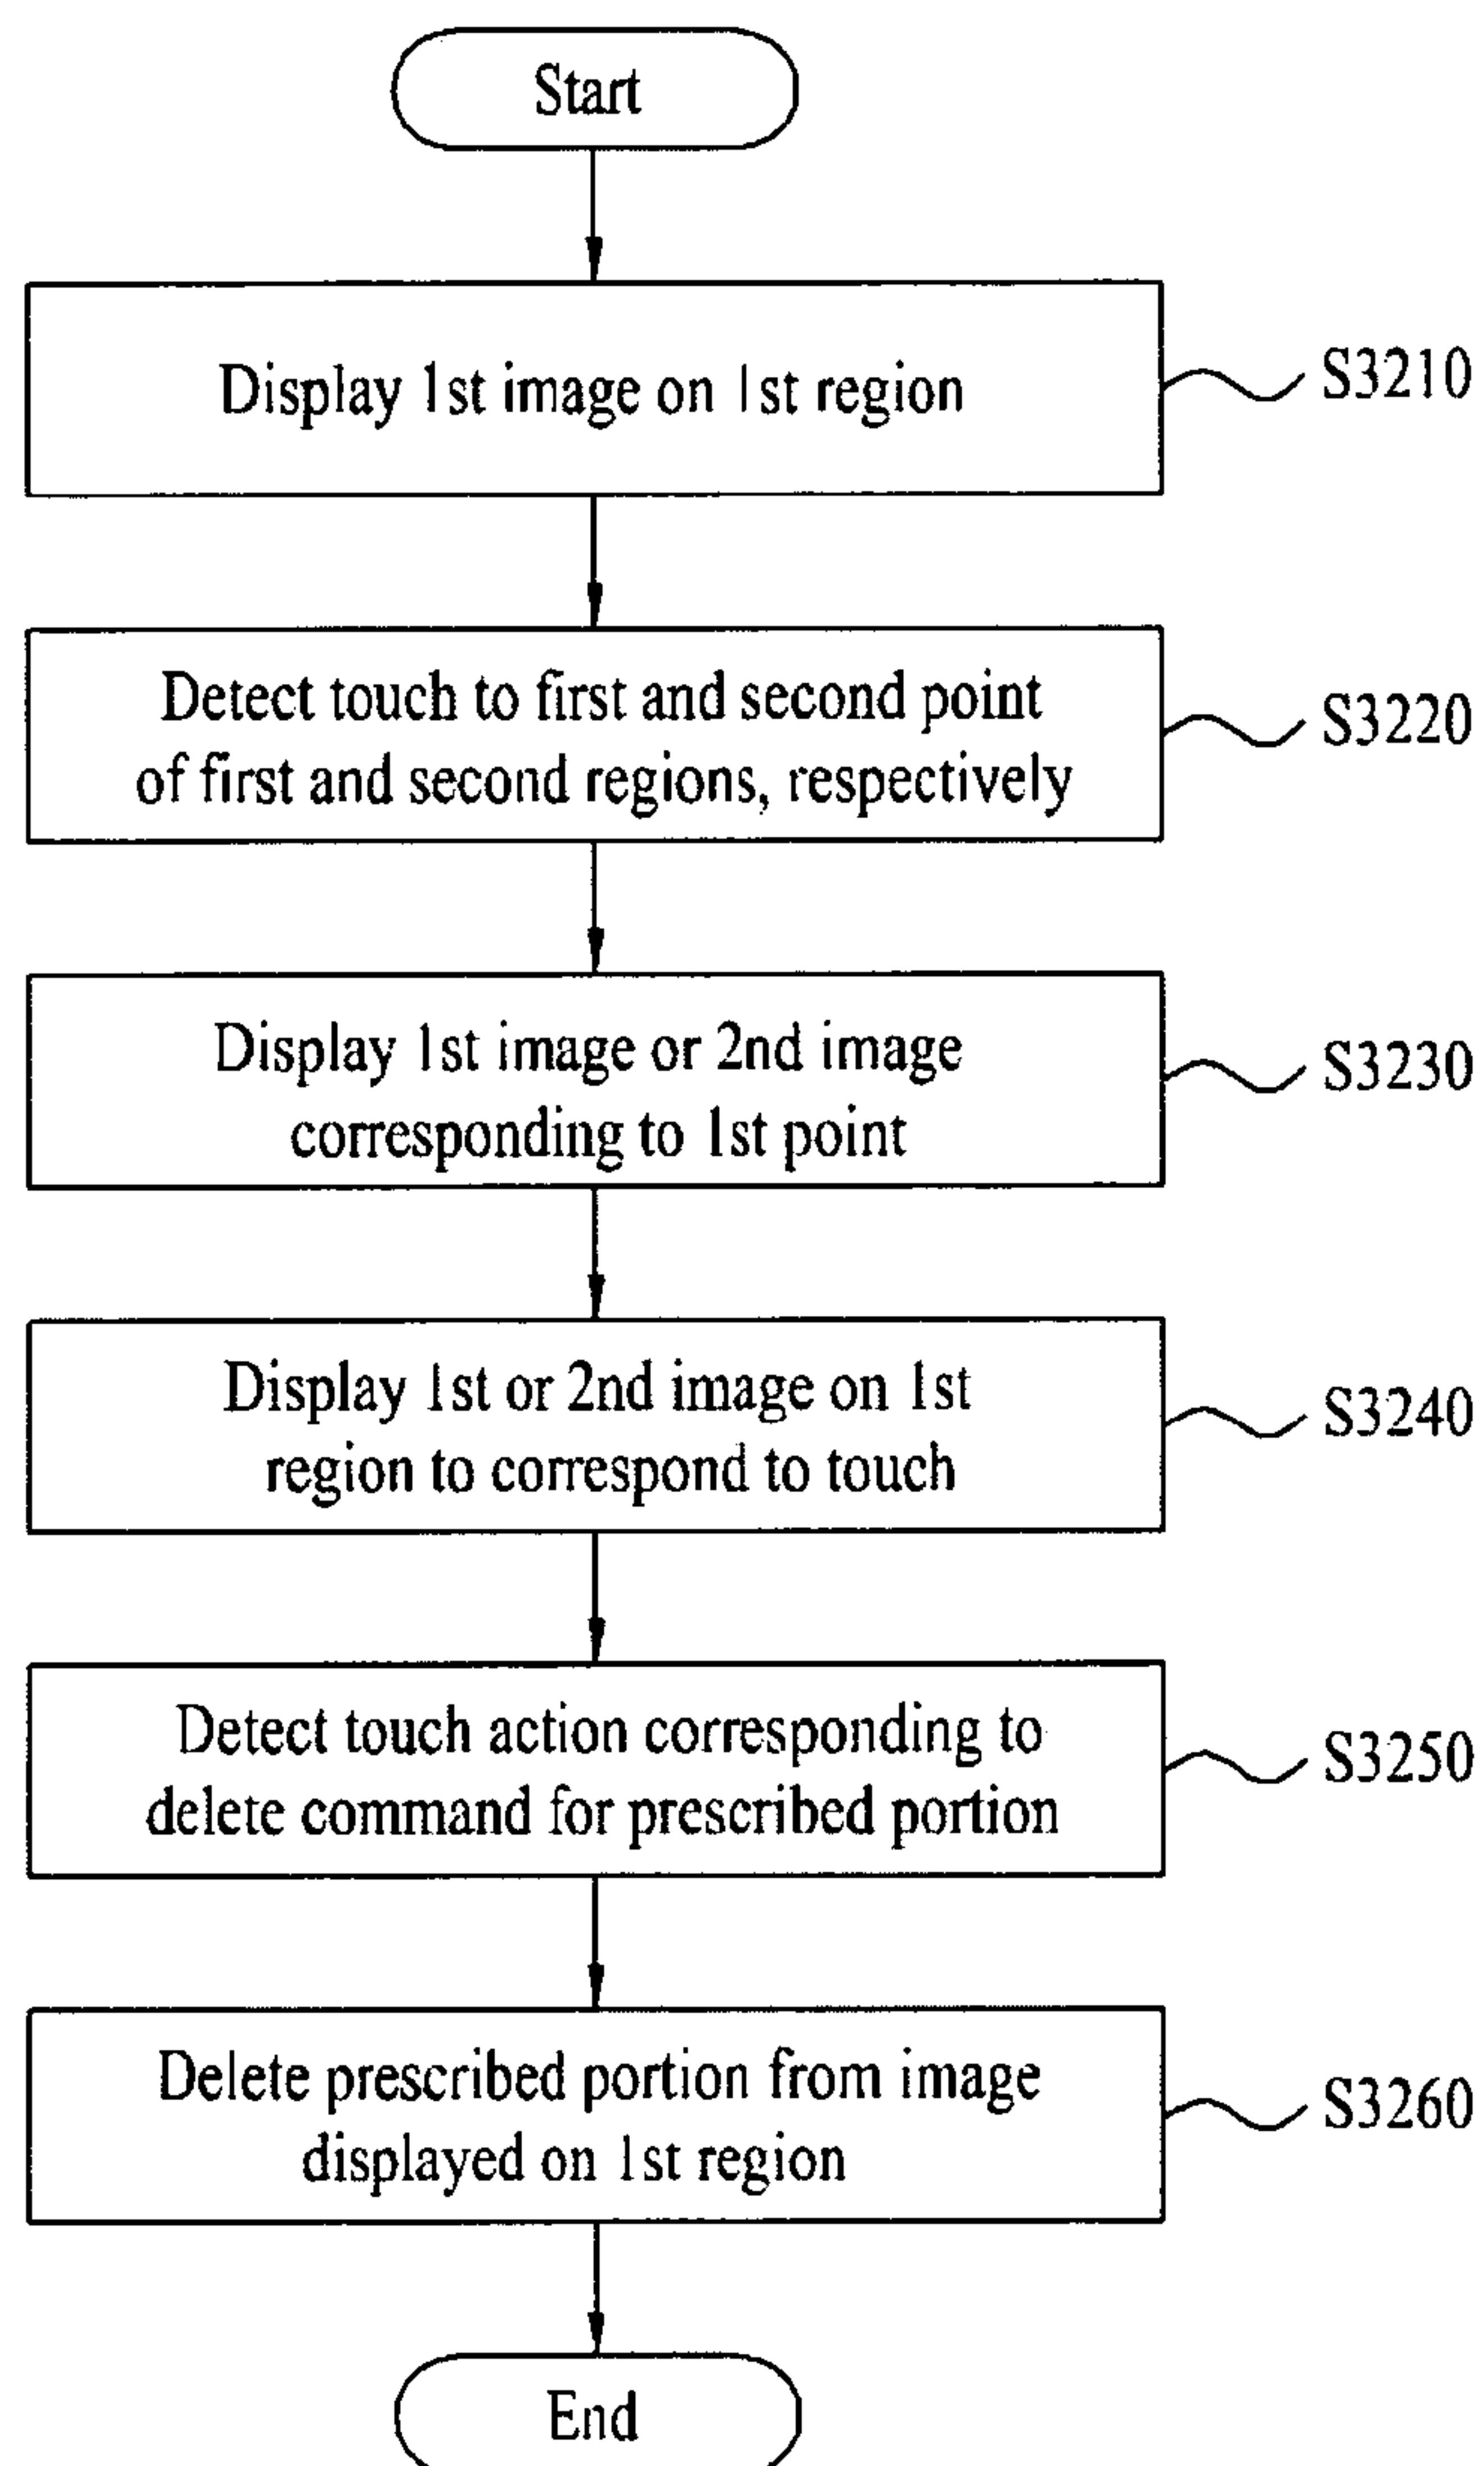 Start
Display 1st image on 1st region
S3210
Detect touch to first and second point
of first and second regions, respectively
S3220
Display 1st image or 2nd image
corresponding to 1st point
S3230
Display 1st or 2nd image on 1st
region to correspond to touch
S3240
Detect touch action corresponding to
delete command for prescribed portion
S3250
Delete prescribed portion from image
displayed on 1st region
S3260
End